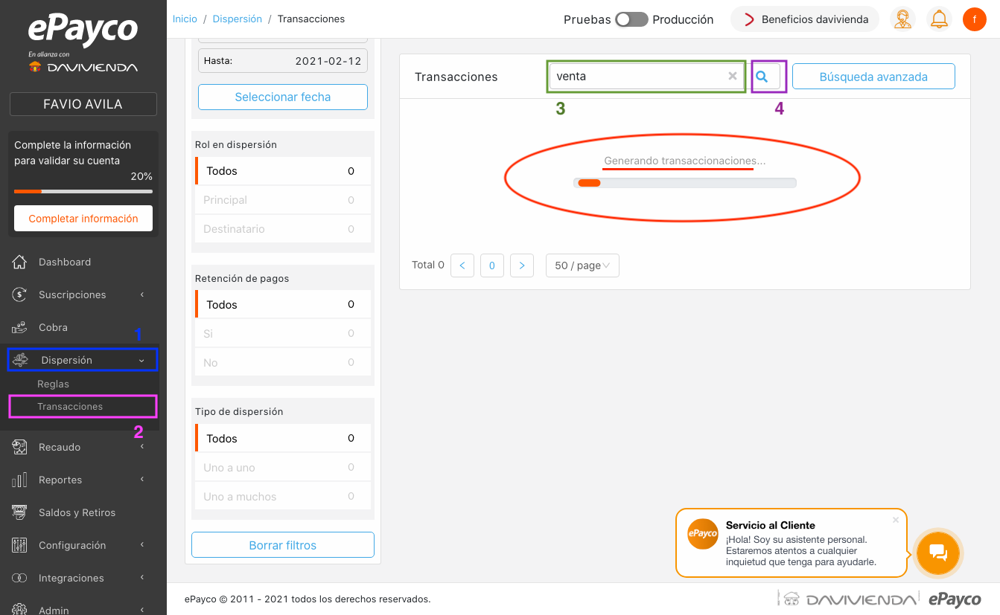 ePayco
En alianza con
DAVIVIENDA
FAVIO AVILA
Complete la información
para validar su cuenta
20%
Completar información
Dashboard
Suscripciones
Cobra
1
Dispersión
Reglas
Transacciones
2
Recaudo
Reportes
Saldos y Retiros
Configuración
Integraciones
Admin
Inicio / Dispersión / Transacciones
Pruebas Producción
Beneficios davivienda
f
Hasta: 2021-02-12
Seleccionar fecha
Rol en dispersión
Todos 0
Principal 0
Destinatario 0
Retención de pagos
Todos 0
Si 0
No 0
Tipo de dispersión
Todos 0
Uno a uno 0
Uno a muchos 0
Borrar filtros
Transacciones
venta
Búsqueda avanzada
3
4
Generando transaccionaciones...
Total 0 < 0 > 50 / page
ePayco
Servicio al Cliente
¡Hola! Soy su asistente personal.
Estaremos atentos a cualquier
inquietud que tenga para ayudarle.
ePayco © 2011 - 2021 todos los derechos reservados.
DAVIVIENDA
ePayco